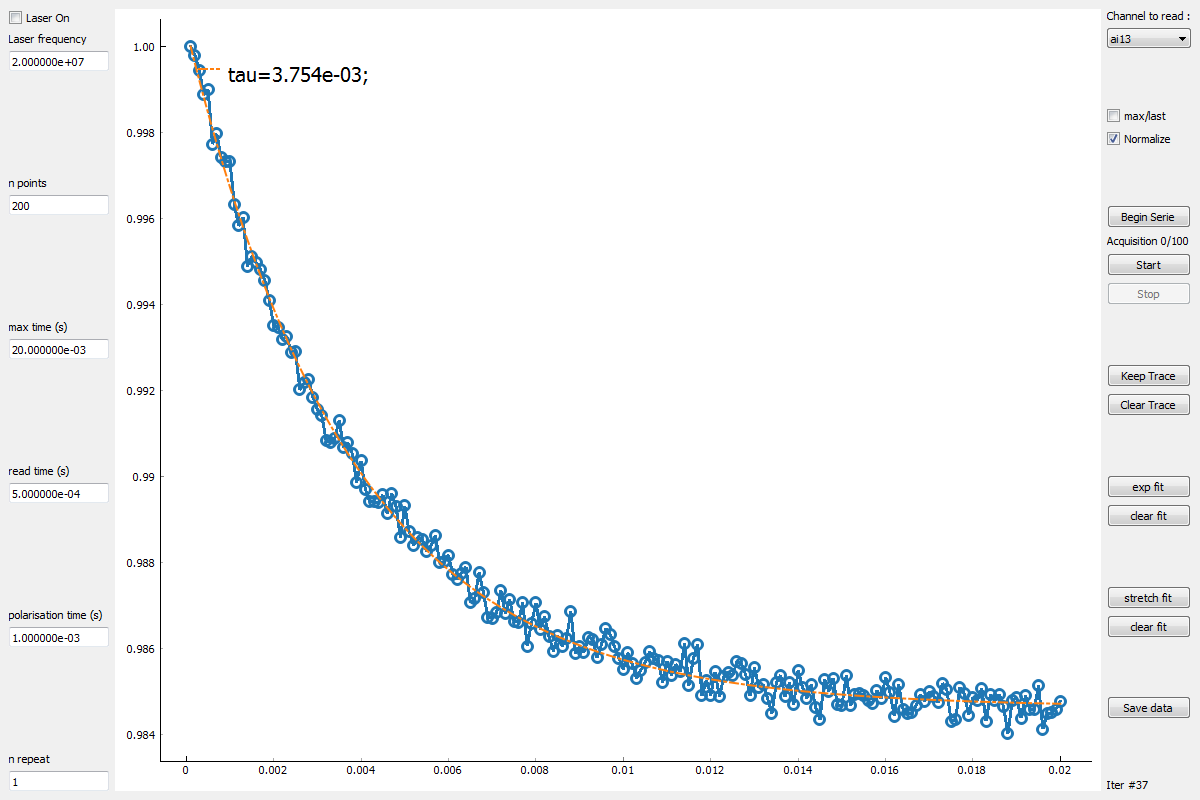 Laser On
Laser frequency
2.000000e+07
n points
200
max time (s)
20.000000e-03
read time (s)
5.000000e-04
polarisation time (s)
1.000000e-03
n repeat
1
tau=3.754e-03;
1.00
0.998
0.996
0.994
0.992
0.99
0.988
0.986
0.984
0 0.002 0.004 0.006 0.008 0.01 0.012 0.014 0.016 0.018 0.02
Channel to read :
ai13
max/last
Normalize
Begin Serie
Acquisition 0/100
Start
Stop
Keep Trace
Clear Trace
exp fit
clear fit
stretch fit
clear fit
Save data
Iter #37